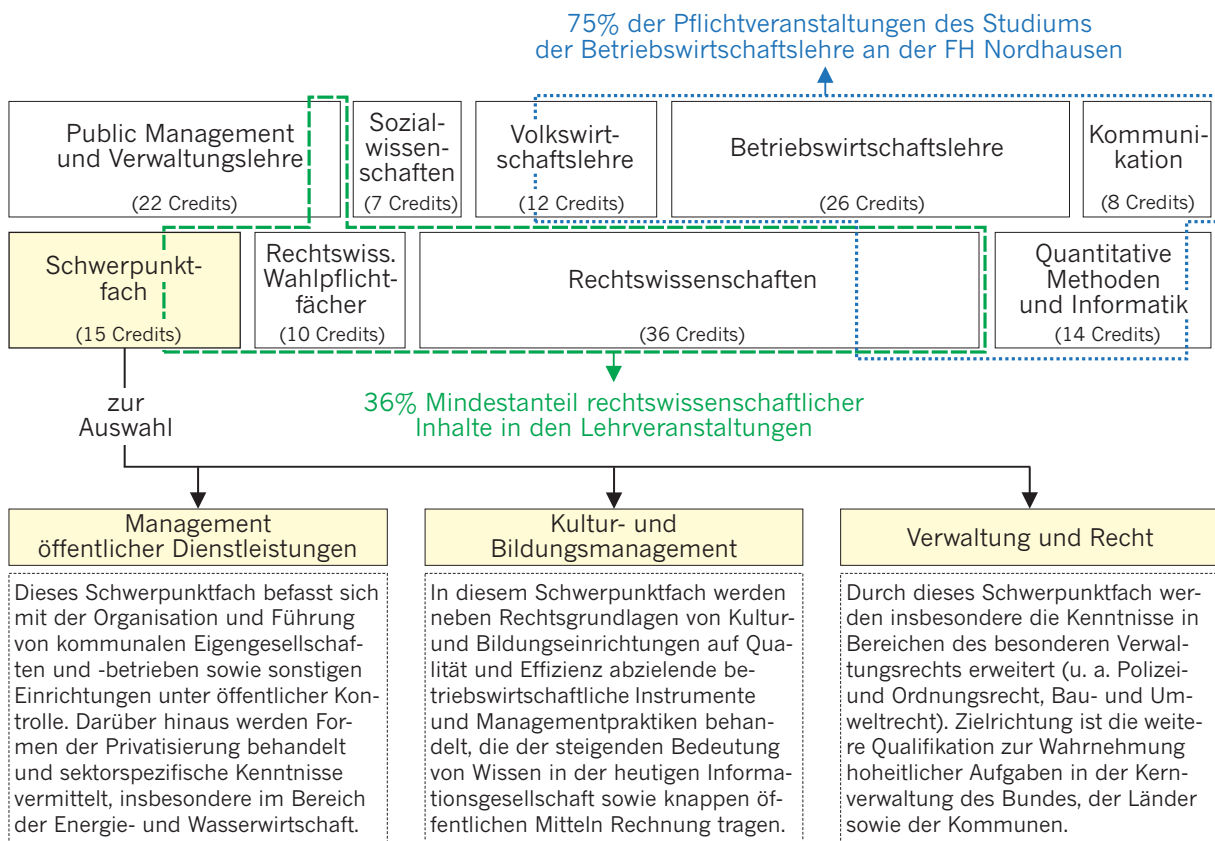 75% der Pflichtveranstaltungen des Studiums
der Betriebswirtschaftslehre an der FH Nordhausen
Public Management
und Verwaltungslehre
(22 Credits)
Sozial-
wissen-
schaften
(7 Credits)
Volkswirt-
schaftslehre
(12 Credits)
Betriebswirtschaftslehre
(26 Credits)
Kommuni-
kation
(8 Credits)
Schwerpunkt-
fach
(15 Credits)
Rechtswiss.
Wahlpflicht-
fächer
(10 Credits)
Rechtswissenschaften
(36 Credits)
Quantitative
Methoden
und Informatik
(14 Credits)
zur
Auswahl
36% Mindestanteil rechtswissenschaftlicher
Inhalte in den Lehrveranstaltungen
Management
öffentlicher Dienstleistungen
Dieses Schwerpunktfach befasst sich
mit der Organisation und Führung
von kommunalen Eigengesellschaf-
ten und -betrieben sowie sonstigen
Einrichtungen unter öffentlicher Kon-
trolle. Darüber hinaus werden For-
men der Privatisierung behandelt
und sektorspezifische Kenntnisse
vermittelt, insbesondere im Bereich
der Energie- und Wasserwirtschaft.
Kultur- und
Bildungsmanagement
In diesem Schwerpunktfach werden
neben Rechtsgrundlagen von Kultur-
und Bildungseinrichtungen auf Qua-
lität und Effizienz abzielende be-
triebswirtschaftliche Instrumente
und Managementpraktiken behan-
delt, die der steigenden Bedeutung
von Wissen in der heutigen Informa-
tionsgesellschaft sowie knappen öf-
fentlichen Mitteln Rechnung tragen.
Verwaltung und Recht
Durch dieses Schwerpunktfach wer-
den insbesondere die Kenntnisse in
Bereichen des besonderen Verwal-
tungsrechts erweitert (u. a. Polizei-
und Ordnungsrecht, Bau- und Um-
weltrecht). Zielrichtung ist die weite-
re Qualifikation zur Wahrnehmung
hoheitlicher Aufgaben in der Kern-
verwaltung des Bundes, der Länder
sowie der Kommunen.